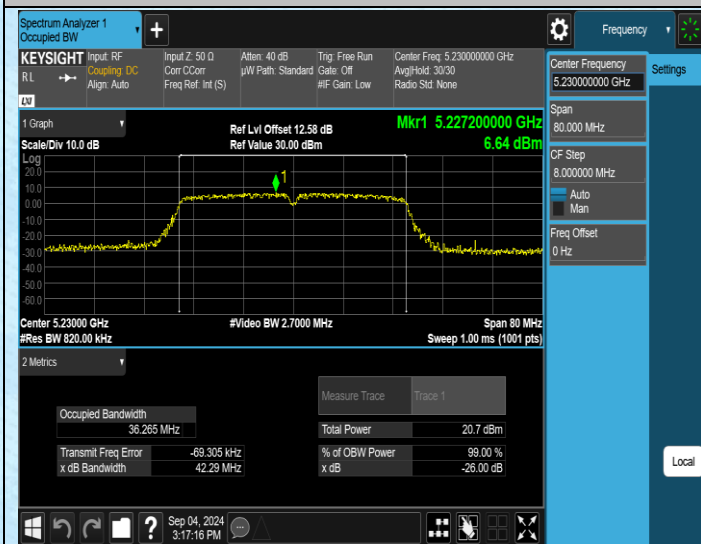 Spectrum Analyzer 1
Occupied BW
Frequency
KEYSIGHT
R L
LXI
Input: RF
Coupling: DC
Align: Auto
Input Z: 50 Ω
Corr CCorr
Freq Ref: Int (S)
Atten: 40 dB
µW Path: Standard
Trig: Free Run
Gate: Off
#IF Gain: Low
Center Freq: 5.230000000 GHz
Avg|Hold: 30/30
Radio Std: None
Center Frequency
5.230000000 GHz
Settings
Span
80.000 MHz
CF Step
8.000000 MHz
Auto
Man
Freq Offset
0 Hz
1 Graph
Scale/Div 10.0 dB
Ref Lvl Offset 12.58 dB
Ref Value 30.00 dBm
Mkr1 5.227200000 GHz
6.64 dBm
Log
20.0
10.0
0.00
-10.0
-20.0
-30.0
-40.0
-50.0
-60.0
1
Center 5.23000 GHz
#Res BW 820.00 kHz
#Video BW 2.7000 MHz
Span 80 MHz
Sweep 1.00 ms (1001 pts)
2 Metrics
Measure Trace
Trace 1
Occupied Bandwidth
36.265 MHz
Total Power
20.7 dBm
Transmit Freq Error
-69.305 kHz
% of OBW Power
99.00 %
x dB Bandwidth
42.29 MHz
x dB
-26.00 dB
Local
?
Sep 04, 2024
3:17:16 PM